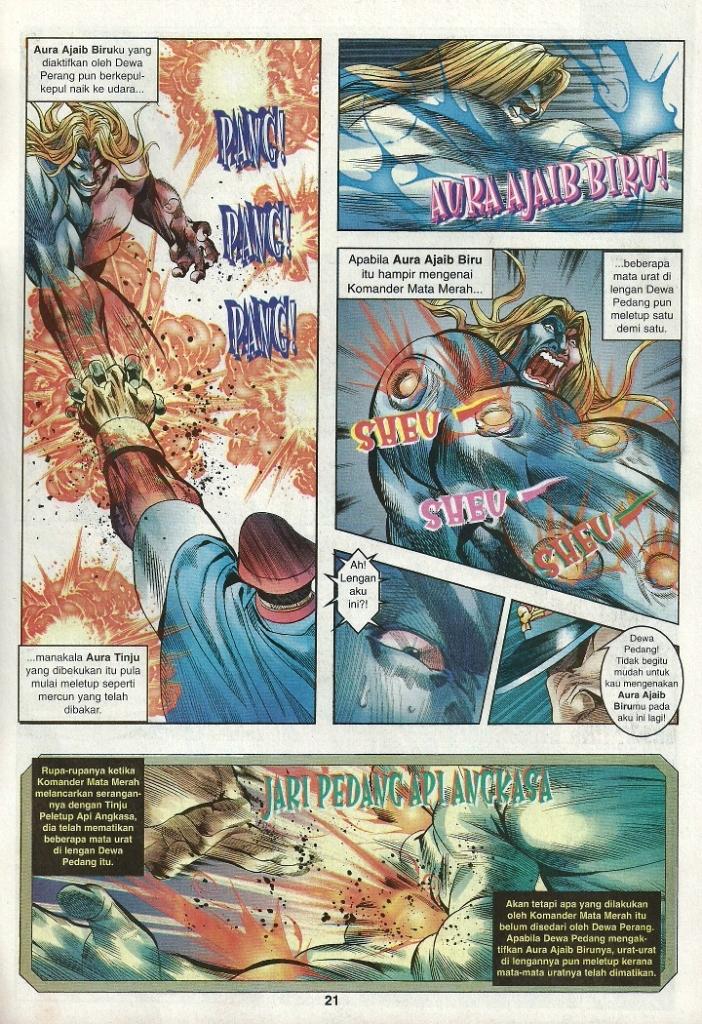 Aura Ajaib Biruku yang
diaktifkan oleh Dewa
Perang pun berkepul-
kepul naik ke udara...
PANG!
PANG!
PANG!
...manakala Aura Tinju
yang dibekukan itu pula
mulai meletup seperti
mercun yang telah
dibakar.
AURA AJAIB BIRU!
Apabila Aura Ajaib Biru
itu hampir mengenai
Komander Mata Merah...
...beberapa
mata urat di
lengan Dewa
Pedang pun
meletup satu
demi satu.
SHEU
SHEU
SHEU
Ah!
Lengan
aku
ini?!
Dewa
Pedang!
Tidak begitu
mudah untuk
kau mengenakan
Aura Ajaib
Birumu pada
aku ini lagi!
Rupa-rupanya ketika
Komander Mata Merah
melancarkan serangan-
nya dengan Tinju
Peletup Api Angkasa,
dia telah mematikan
beberapa mata urat
di lengan Dewa
Pedang itu.
JARI PEDANG API ANGKASA
Akan tetapi apa yang dilakukan
oleh Komander Mata Merah itu
belum disedari oleh Dewa Perang.
Apabila Dewa Pedang mengak-
tifkan Aura Ajaib Birunya, urat-urat
di lengannya pun meletup kerana
mata-mata uratnya telah dimatikan.
21